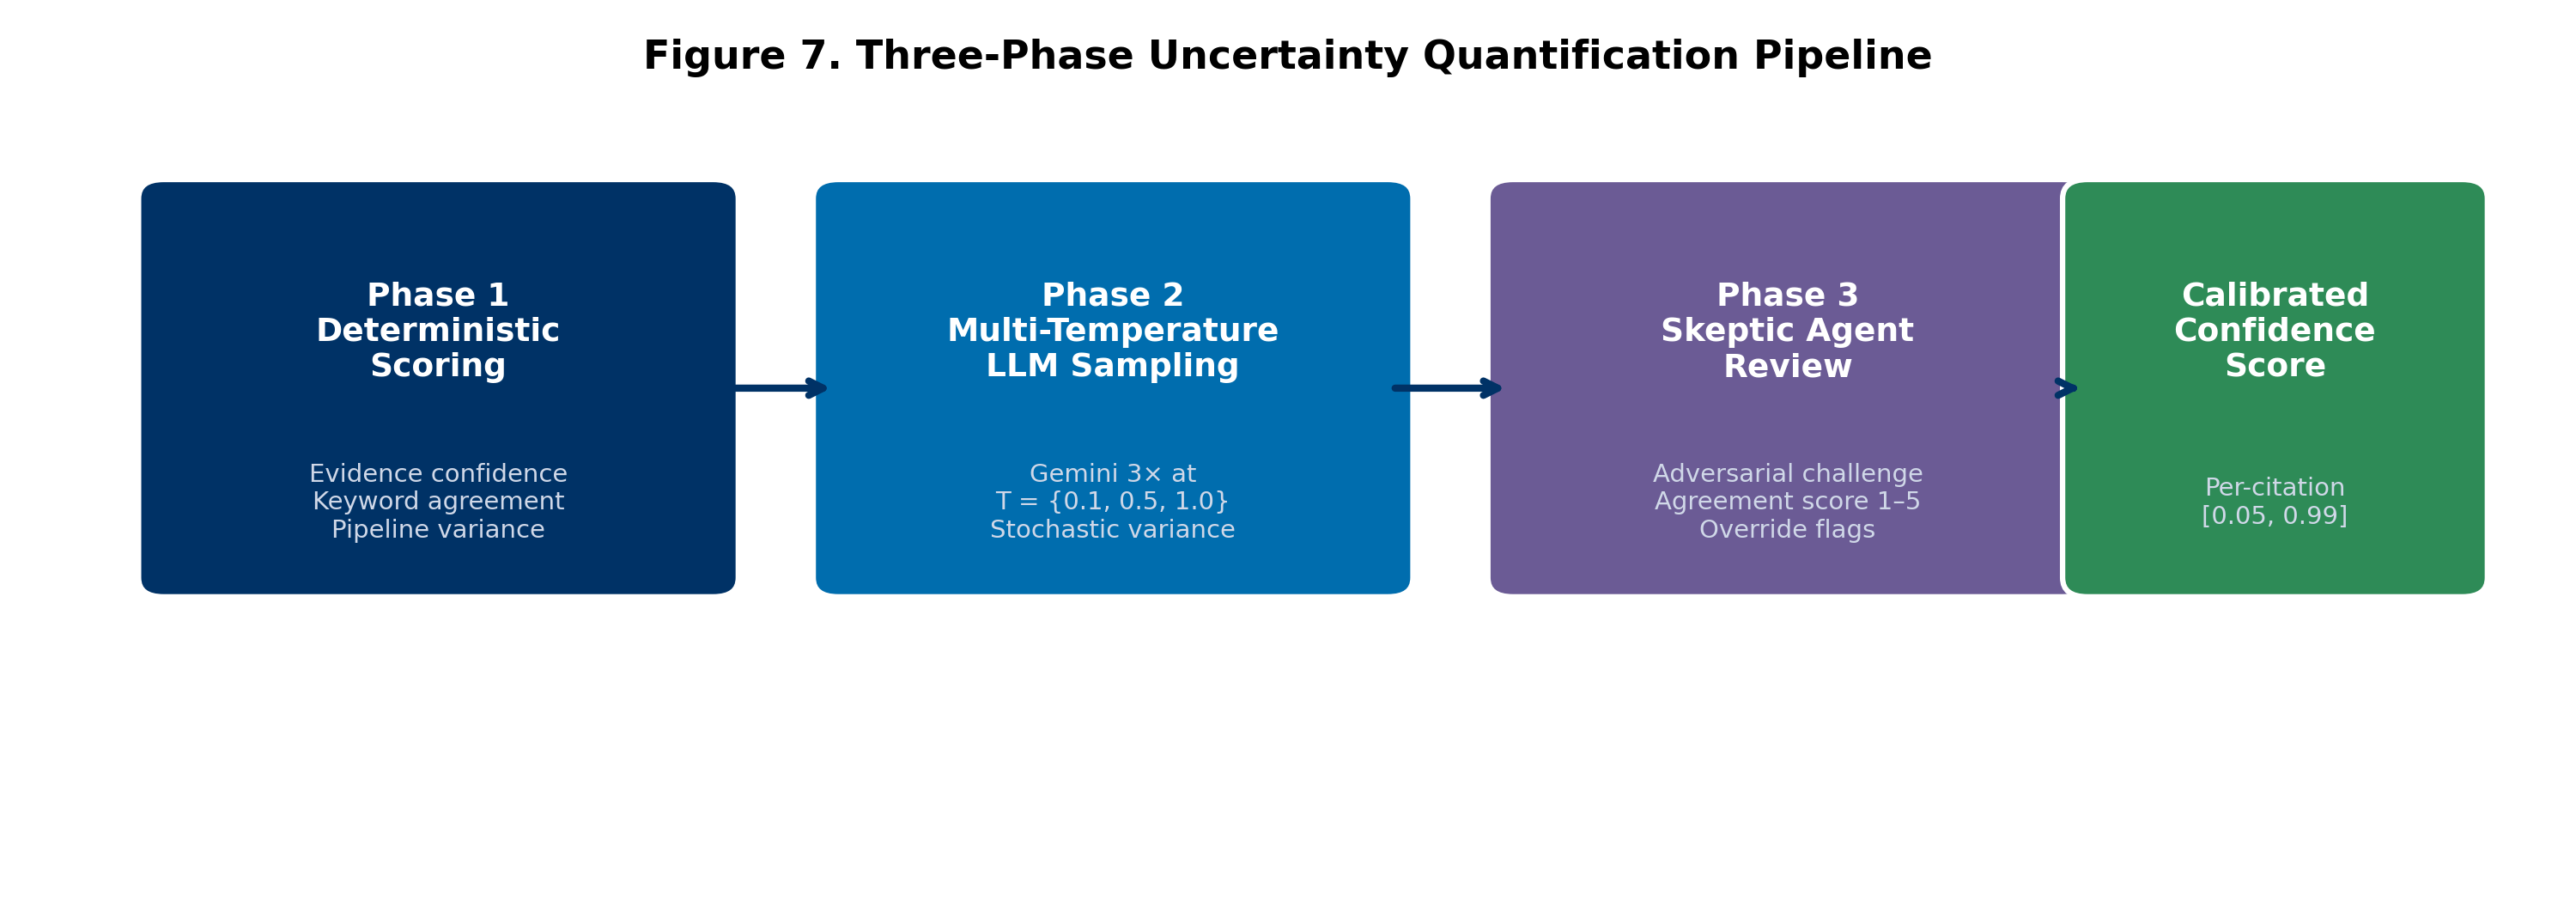 Figure 7. Three-Phase Uncertainty Quantification Pipeline
Phase 1
Deterministic
Scoring
Evidence confidence
Keyword agreement
Pipeline variance
Phase 2
Multi-Temperature
LLM Sampling
Gemini 3× at
T = {0.1, 0.5, 1.0}
Stochastic variance
Phase 3
Skeptic Agent
Review
Adversarial challenge
Agreement score 1–5
Override flags
Calibrated
Confidence
Score
Per-citation
[0.05, 0.99]